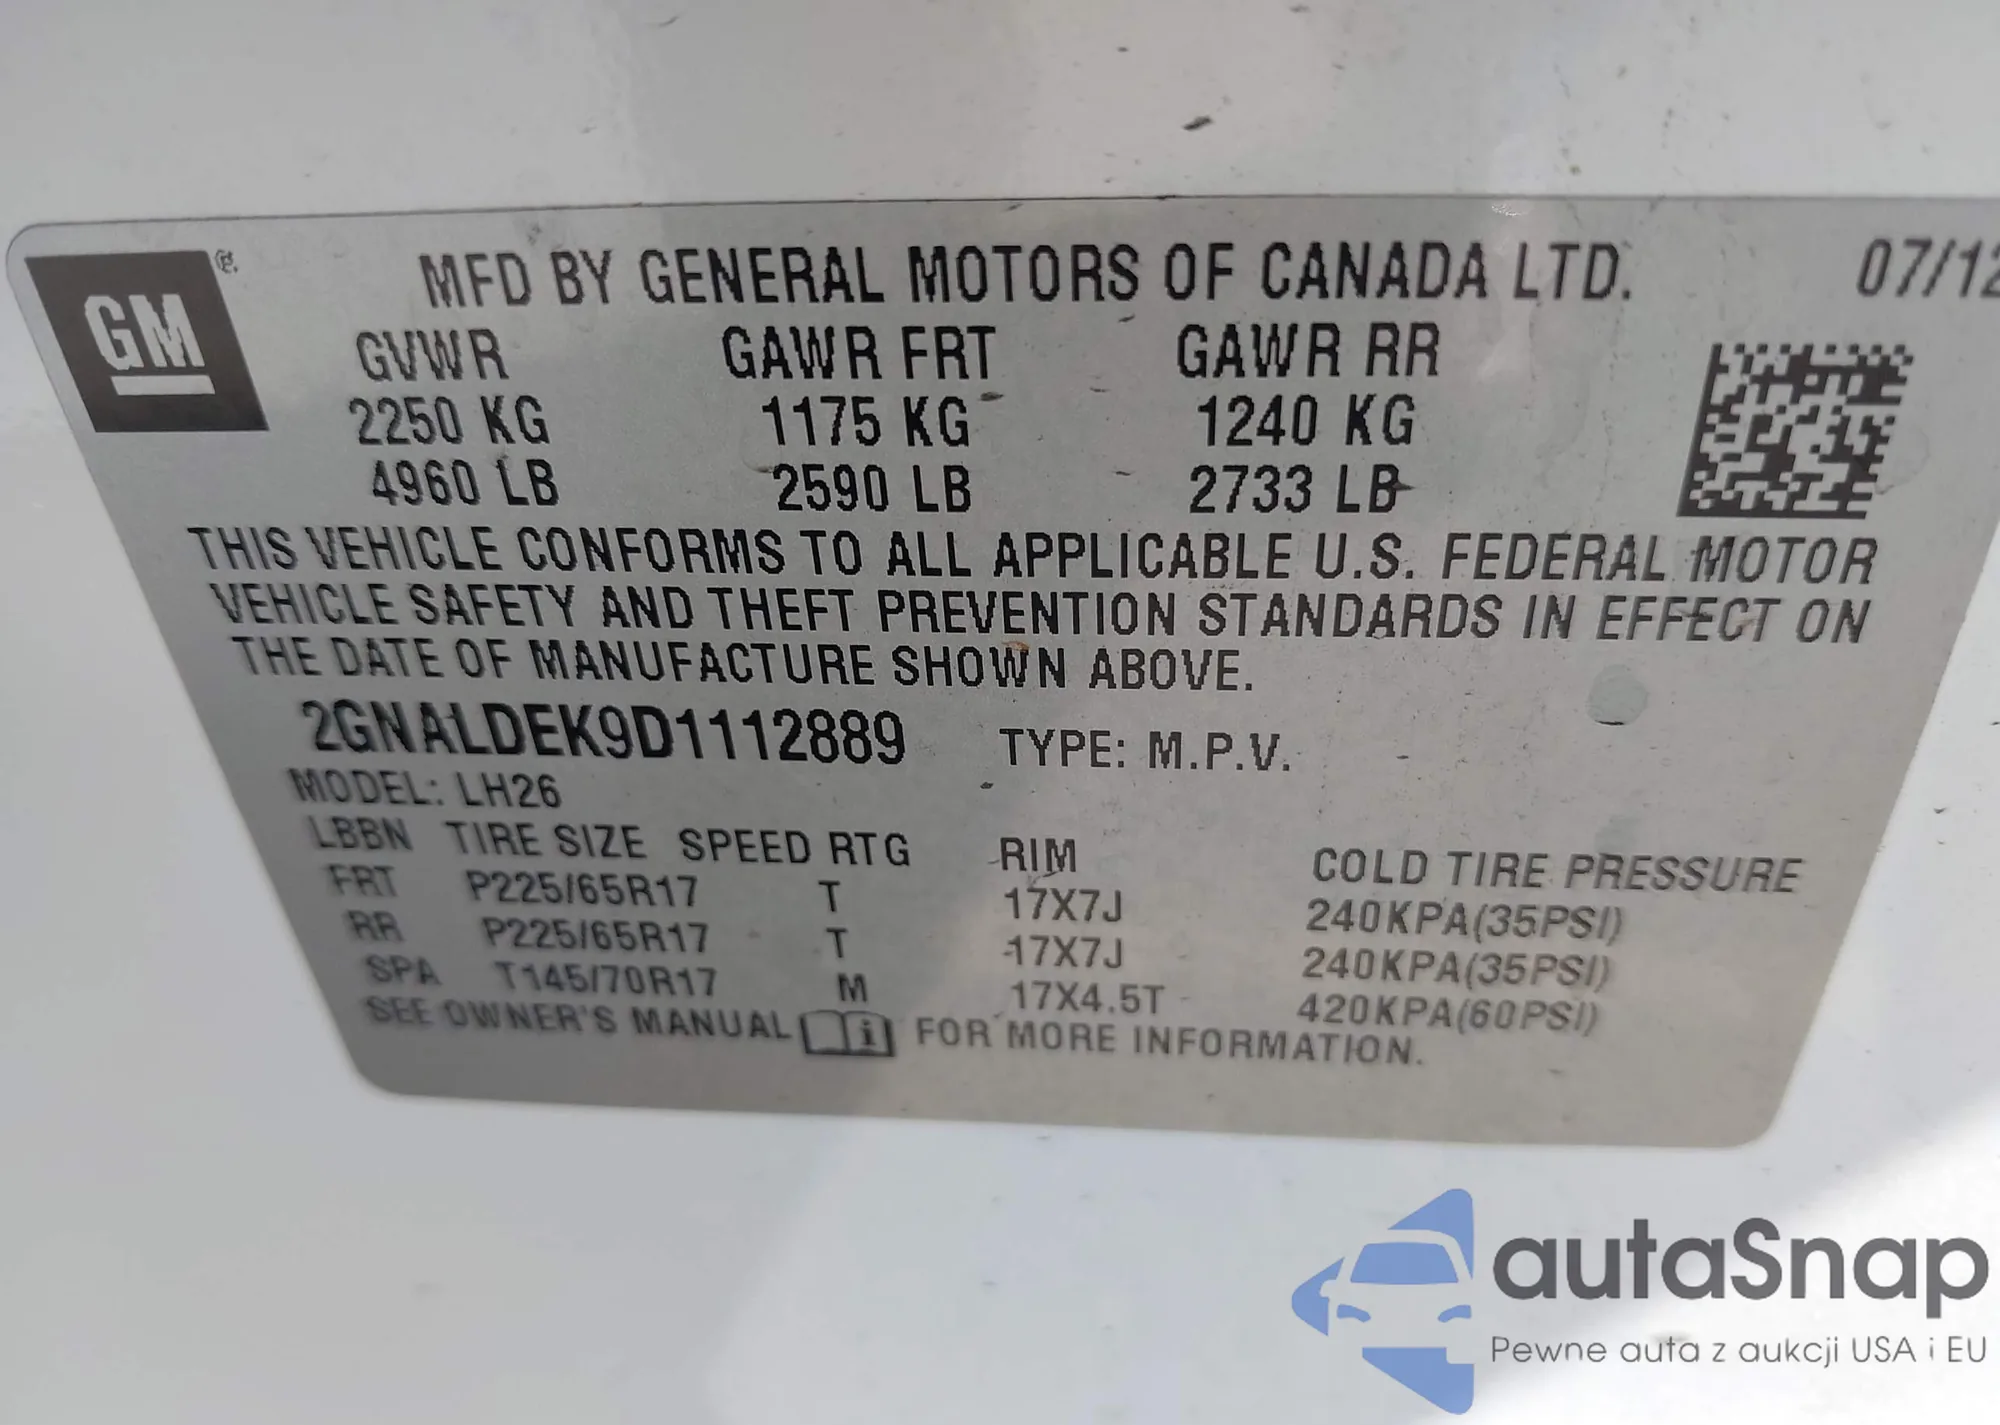 GM
MFD BY GENERAL MOTORS OF CANADA LTD. 07/12
GVWR GAWR FRT GAWR RR
2250 KG 1175 KG 1240 KG
4960 LB 2590 LB 2733 LB
THIS VEHICLE CONFORMS TO ALL APPLICABLE U.S. FEDERAL MOTOR
VEHICLE SAFETY AND THEFT PREVENTION STANDARDS IN EFFECT ON
THE DATE OF MANUFACTURE SHOWN ABOVE.
2GNALDEK9D1112889 TYPE: M.P.V.
MODEL: LH26
LBBN TIRE SIZE SPEED RTG RIM COLD TIRE PRESSURE
FRT P225/65R17 T 17X7J 240KPA(35PSI)
RR P225/65R17 T 17X7J 240KPA(35PSI)
SPA T145/70R17 M 17X4.5T 420KPA(60PSI)
SEE OWNER'S MANUAL i FOR MORE INFORMATION.
autaSnap
Pewne auta z aukcji USA i EU